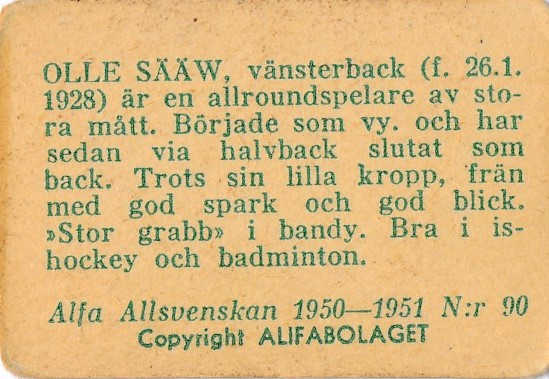 OLLE SÄÄW, vänsterback (f. 26.1.
1928) är en allroundspelare av sto-
ra mått. Började som vy. och har
sedan via halvback slutat som
back. Trots sin lilla kropp, frän
med god spark och god blick.
»Stor grabb» i bandy. Bra i is-
hockey och badminton.
Alfa Allsvenskan 1950—1951 N:r 90
Copyright ALIFABOLAGET